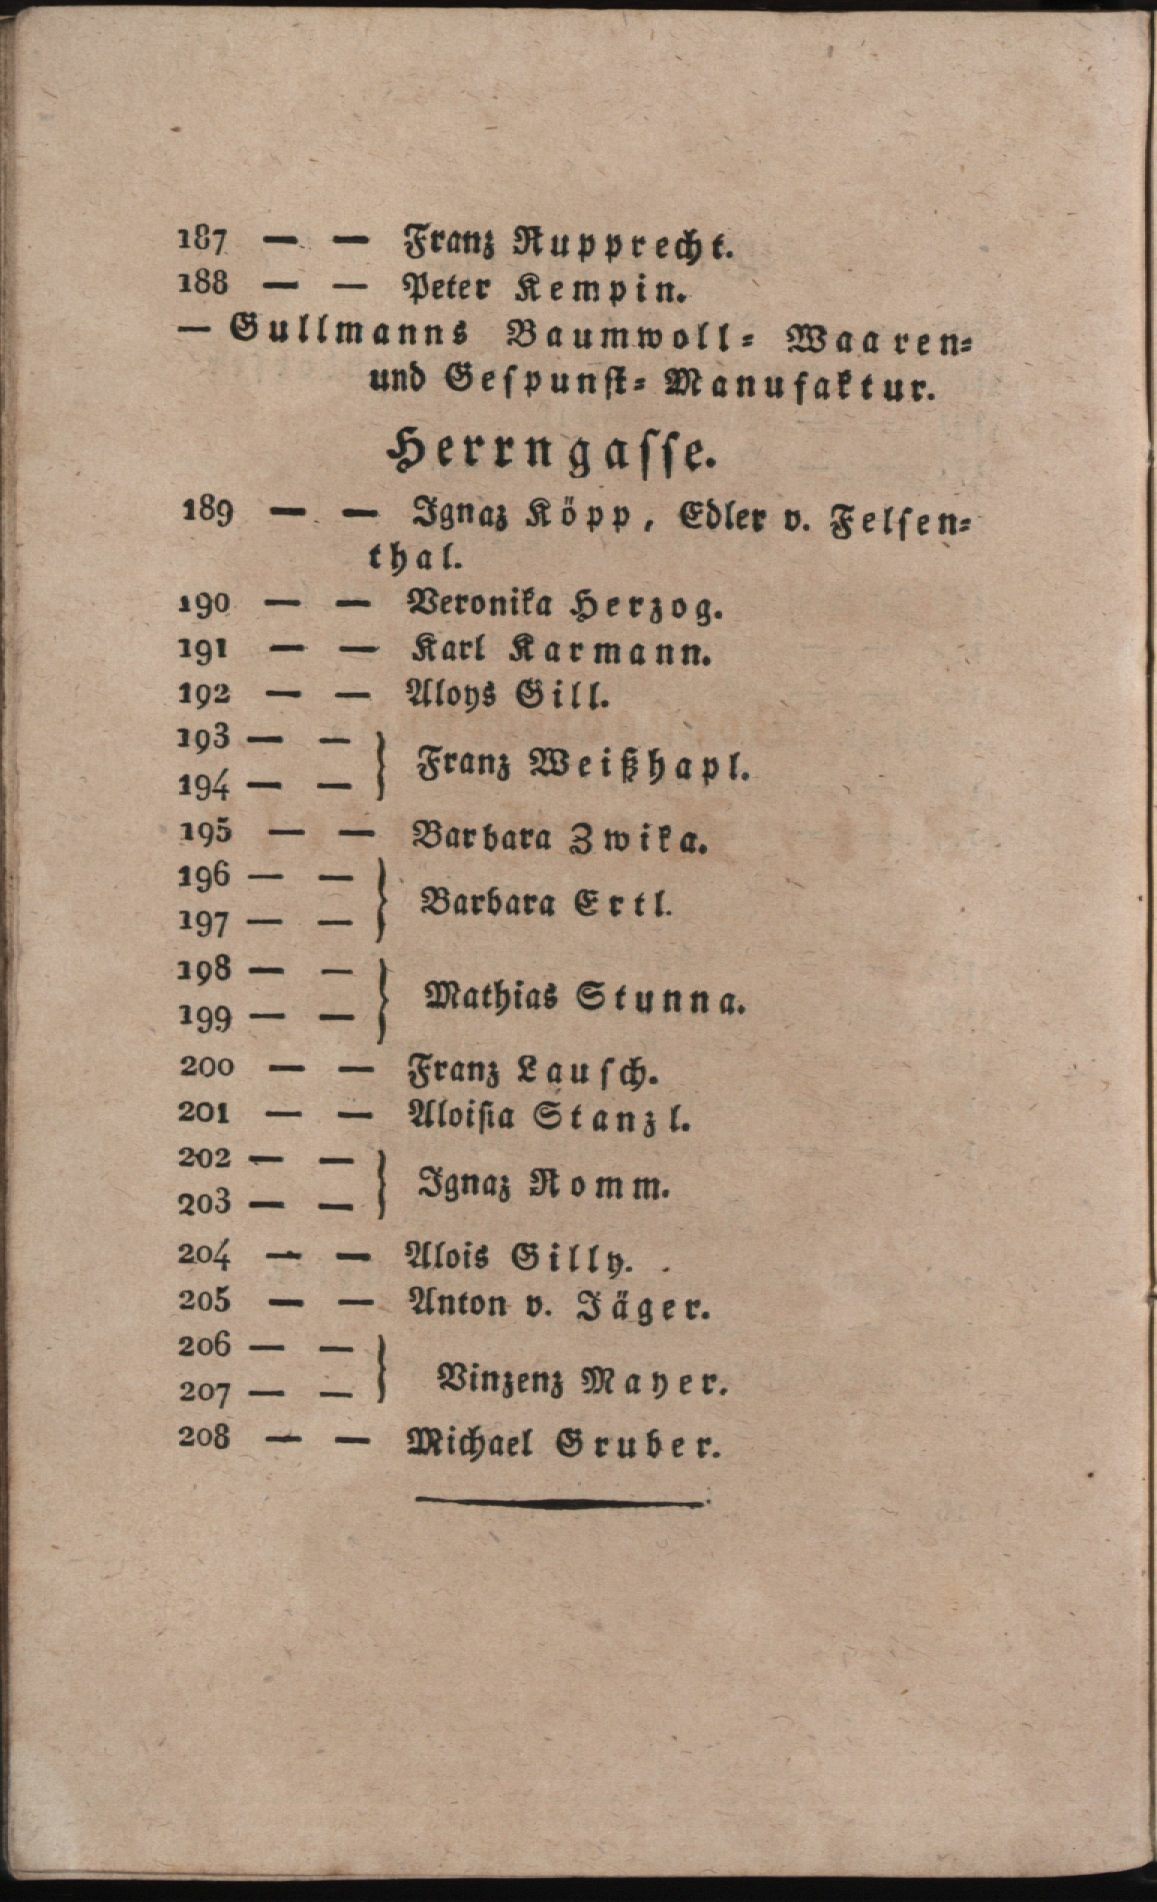 187 — — Franz Rupprecht.
188 — — Peter Kempin.
— Gullmanns Baumwoll- Waaren-
und Gespunst- Manufaktur.
Herrngasse.
189 — — Ignaz Köpp, Edler v. Felsen-
thal.
190 — — Veronika Herzog.
191 — — Karl Karmann.
192 — — Aloys Gill.
193 — — }
Franz Weißhapl.
194 — — }
195 — — Barbara Zwika.
196 — — }
Barbara Ertl.
197 — — }
198 — — }
Mathias Stunna.
199 — — }
200 — — Franz Lausch.
201 — — Aloisia Stanzl.
202 — — }
Ignaz Romm.
203 — — }
204 — — Alois Gilly.
205 — — Anton v. Jäger.
206 — — }
Vinzenz Mayer.
207 — — }
208 — — Michael Gruber.